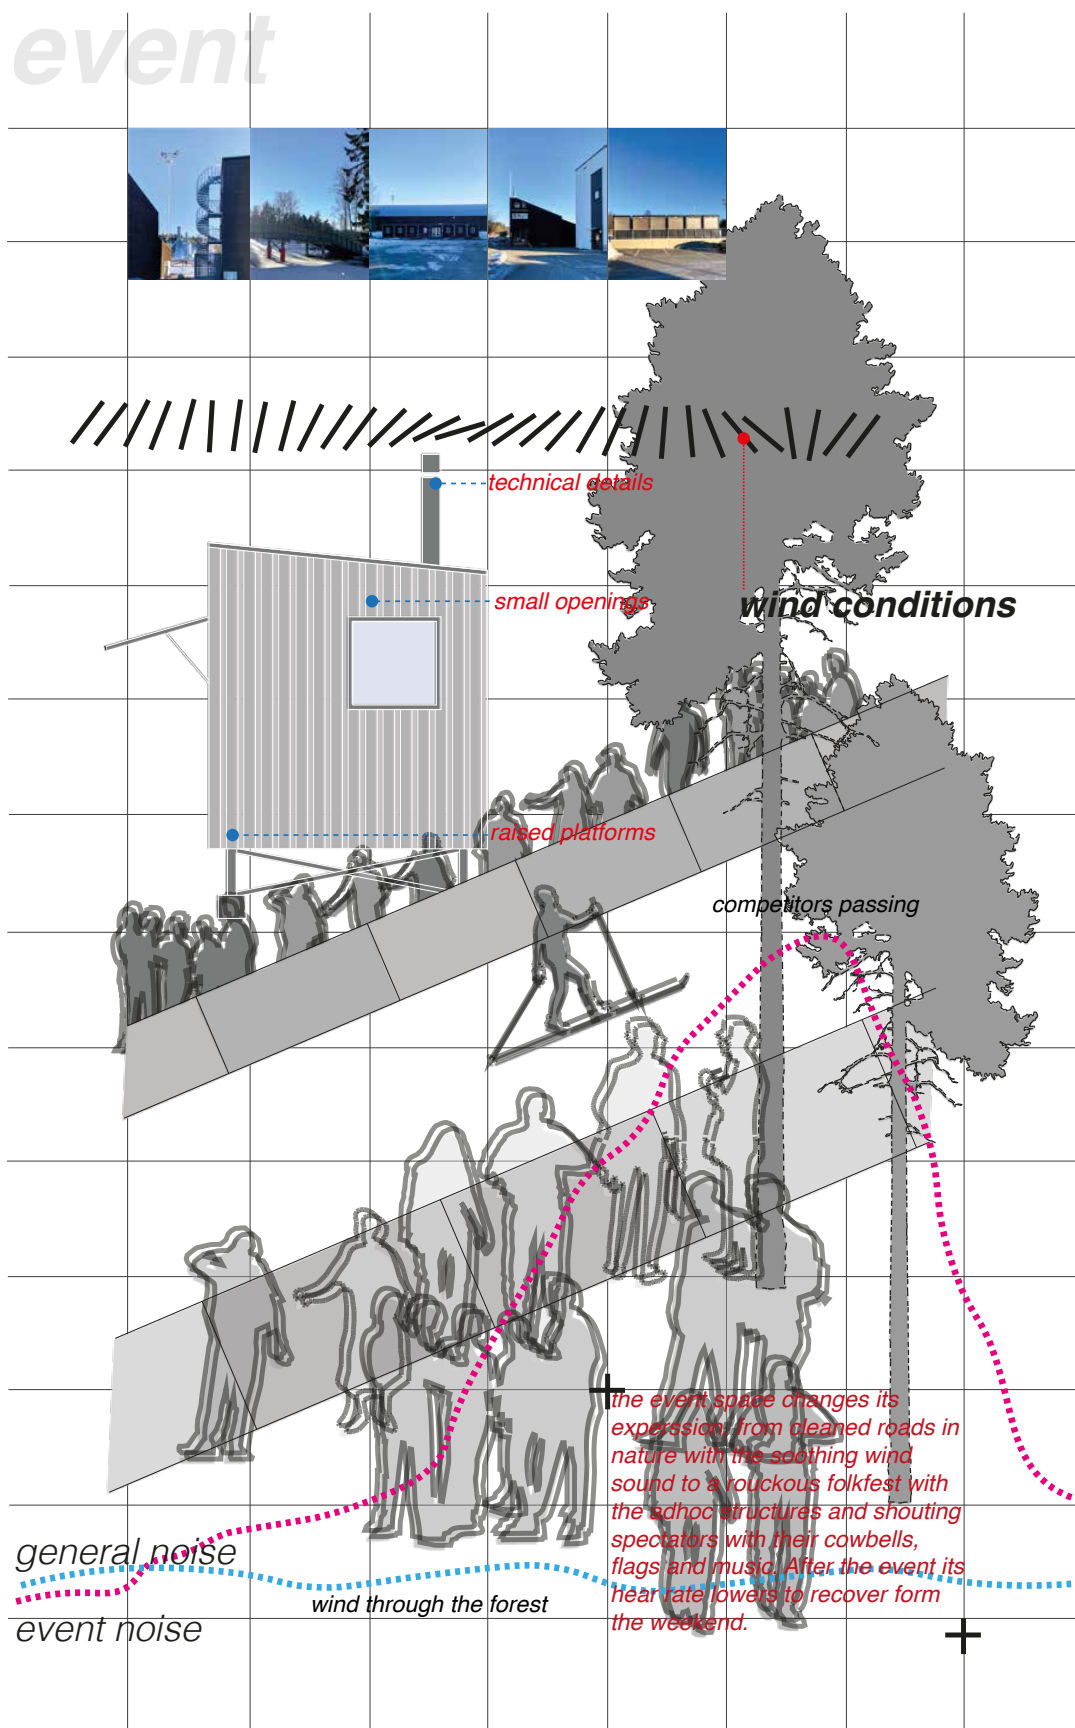 event
technical details
small openings
wind conditions
raised platforms
competitors passing
the event space changes its
experssion, from cleaned roads in
nature with the soothing wind
sound to a rouckous folkfest with
the adhoc structures and shouting
spectators with their cowbells,
flags and music. After the event its
hear rate lowers to recover form
the weekend.
general noise
wind through the forest
event noise